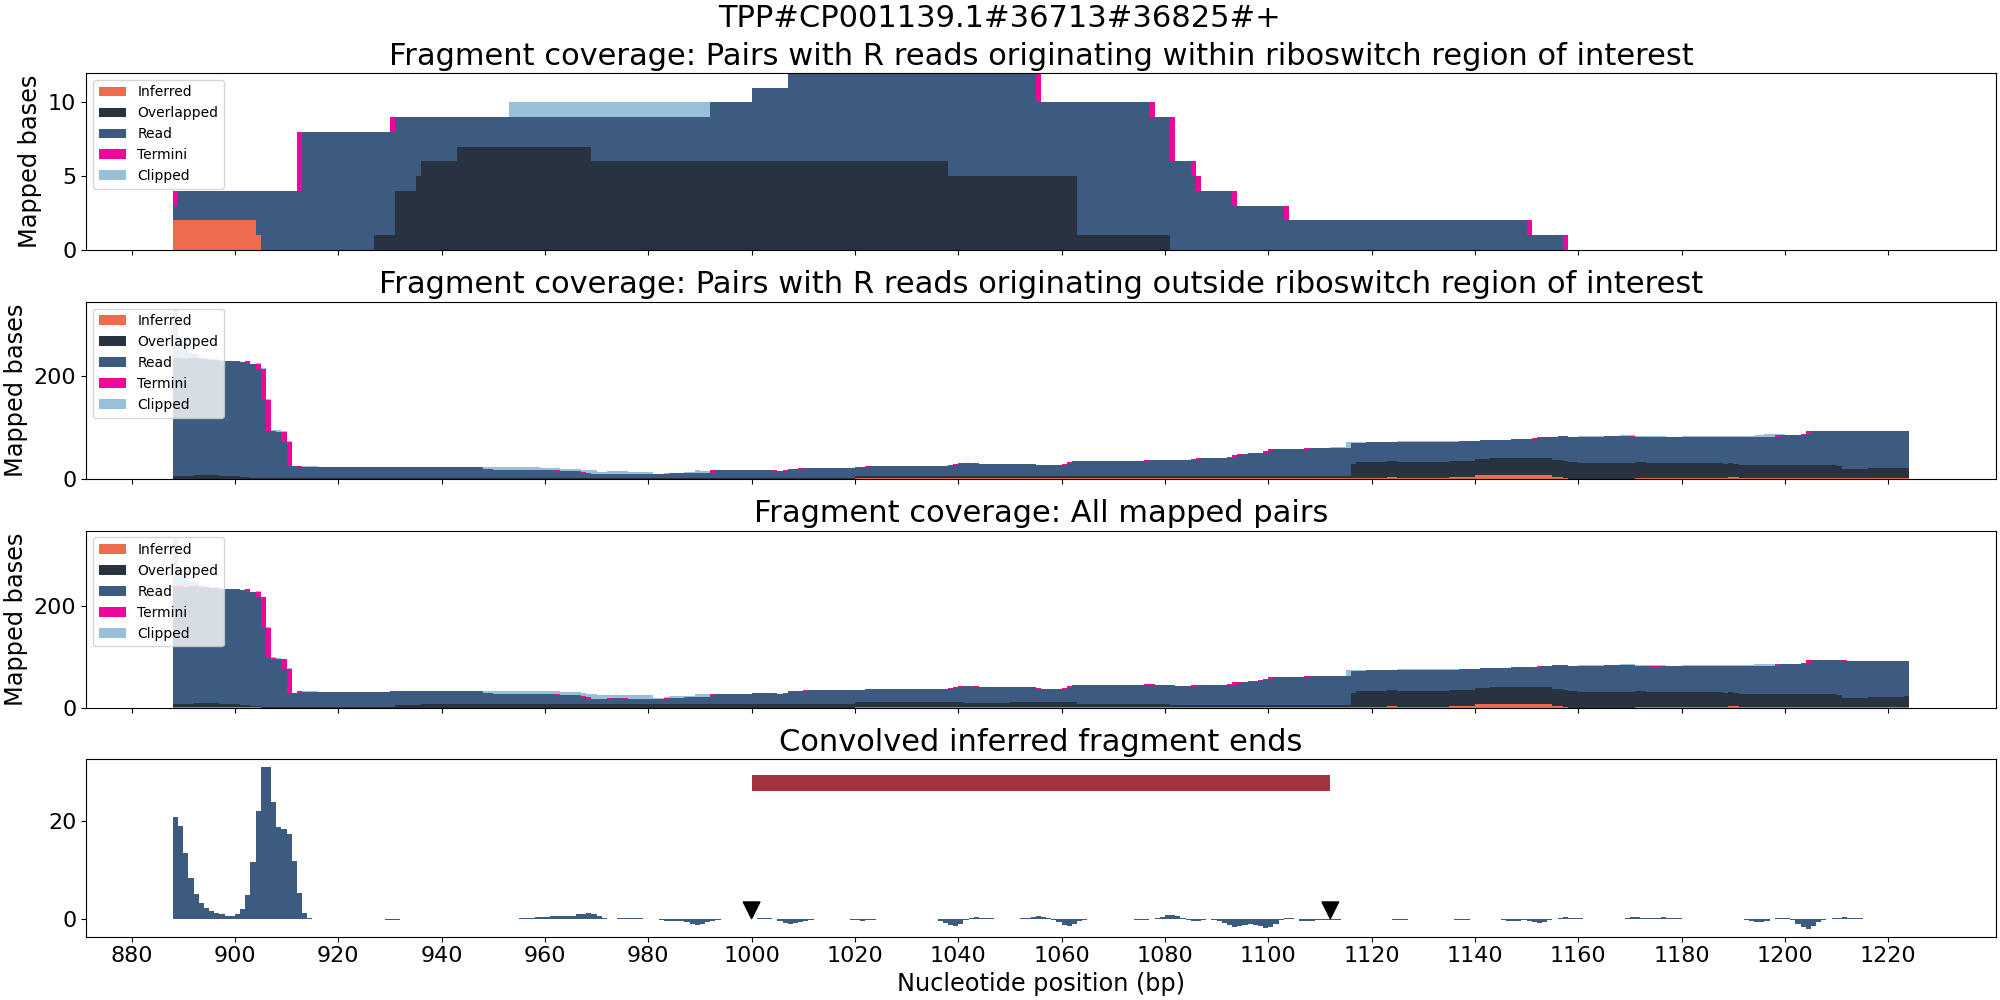 TPP#CP001139.1#36713#36825#+
Fragment coverage: Pairs with R reads originating within riboswitch region of interest
Mapped bases
10
5
0
Inferred
Overlapped
Read
Termini
Clipped
Fragment coverage: Pairs with R reads originating outside riboswitch region of interest
Mapped bases
200
0
Inferred
Overlapped
Read
Termini
Clipped
Fragment coverage: All mapped pairs
Mapped bases
200
0
Inferred
Overlapped
Read
Termini
Clipped
Convolved inferred fragment ends
20
0
880 900 920 940 960 980 1000 1020 1040 1060 1080 1100 1120 1140 1160 1180 1200 1220
Nucleotide position (bp)